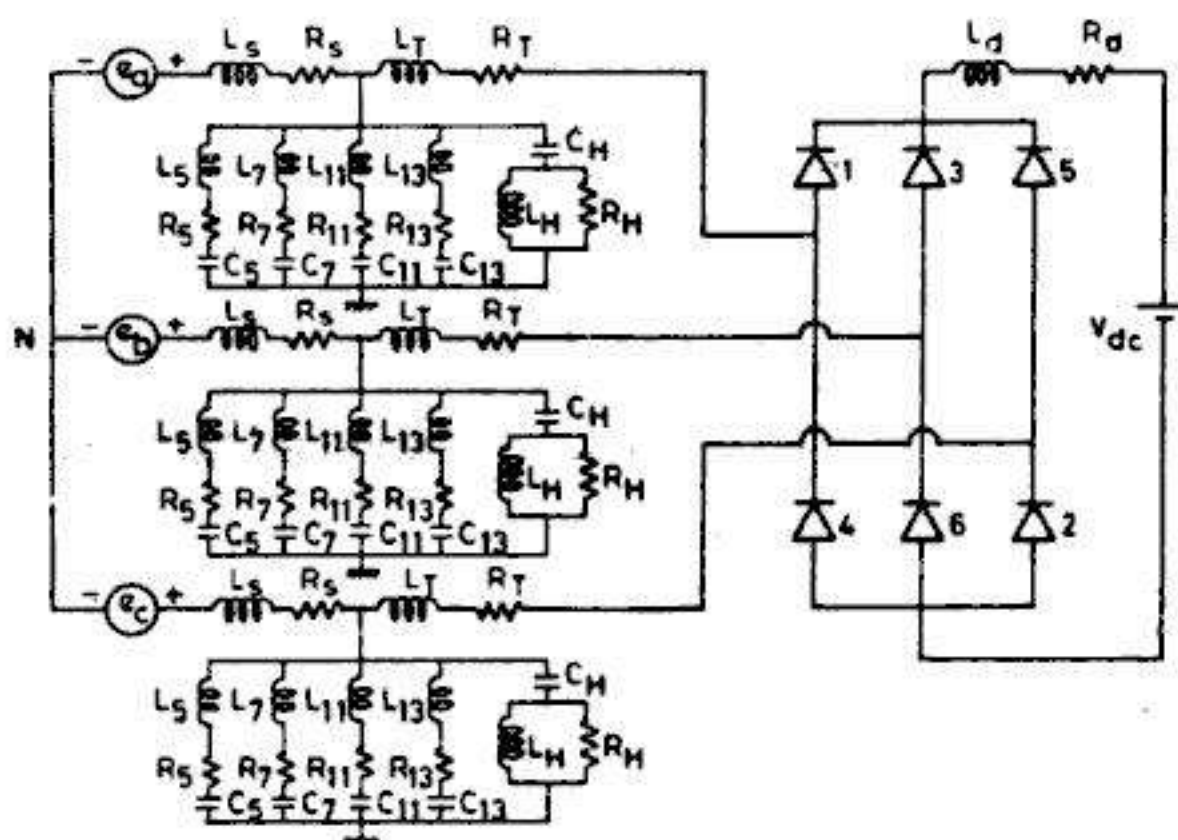 L_s R_s L_T R_T L_d R_d
- e_a +
L_5 L_7 L_11 L_13 C_H 1 3 5
R_5 R_7 R_11 R_13 L_H R_H
C_5 C_7 C_11 C_13
L_s R_s L_T R_T
N - e_b + V_dc
L_5 L_7 L_11 L_13 C_H
R_5 R_7 R_11 R_13 L_H R_H
C_5 C_7 C_11 C_13 4 6 2
L_s R_s L_T R_T
- e_c +
L_5 L_7 L_11 L_13 C_H
R_5 R_7 R_11 R_13 L_H R_H
C_5 C_7 C_11 C_13